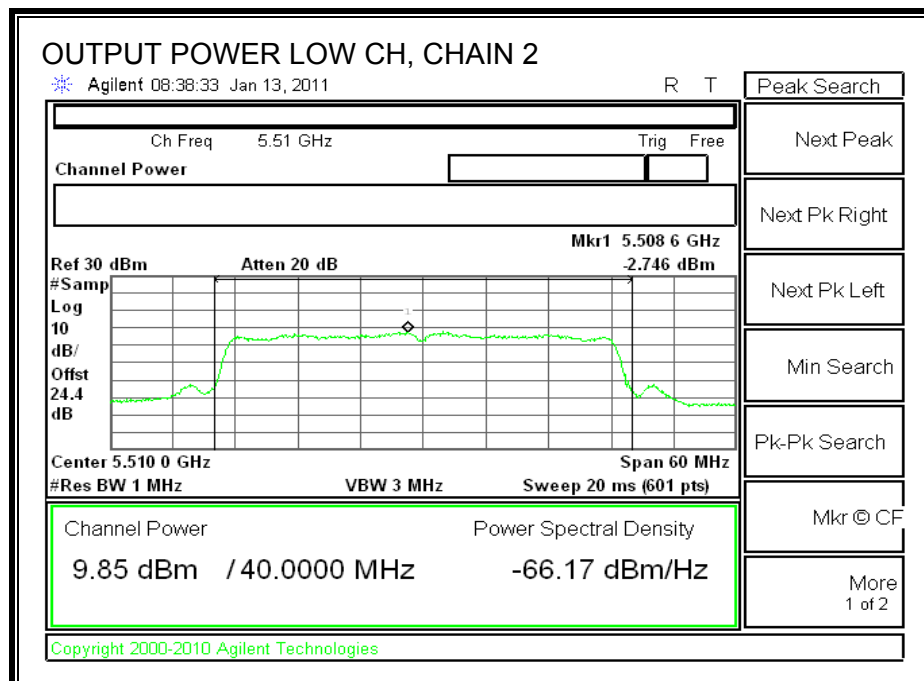 OUTPUT POWER LOW CH, CHAIN 2
Agilent 08:38:33 Jan 13, 2011 R T Peak Search
Ch Freq 5.51 GHz Trig Free
Channel Power
Next Peak
Next Pk Right
Mkr1 5.508 6 GHz
Ref 30 dBm Atten 20 dB -2.746 dBm
#Samp
Log
10
dB/
Offst
24.4
dB
1
Next Pk Left
Min Search
Pk-Pk Search
Center 5.510 0 GHz Span 60 MHz
#Res BW 1 MHz VBW 3 MHz Sweep 20 ms (601 pts)
Channel Power Power Spectral Density
9.85 dBm / 40.0000 MHz -66.17 dBm/Hz
Mkr © CF
More
1 of 2
Copyright 2000-2010 Agilent Technologies